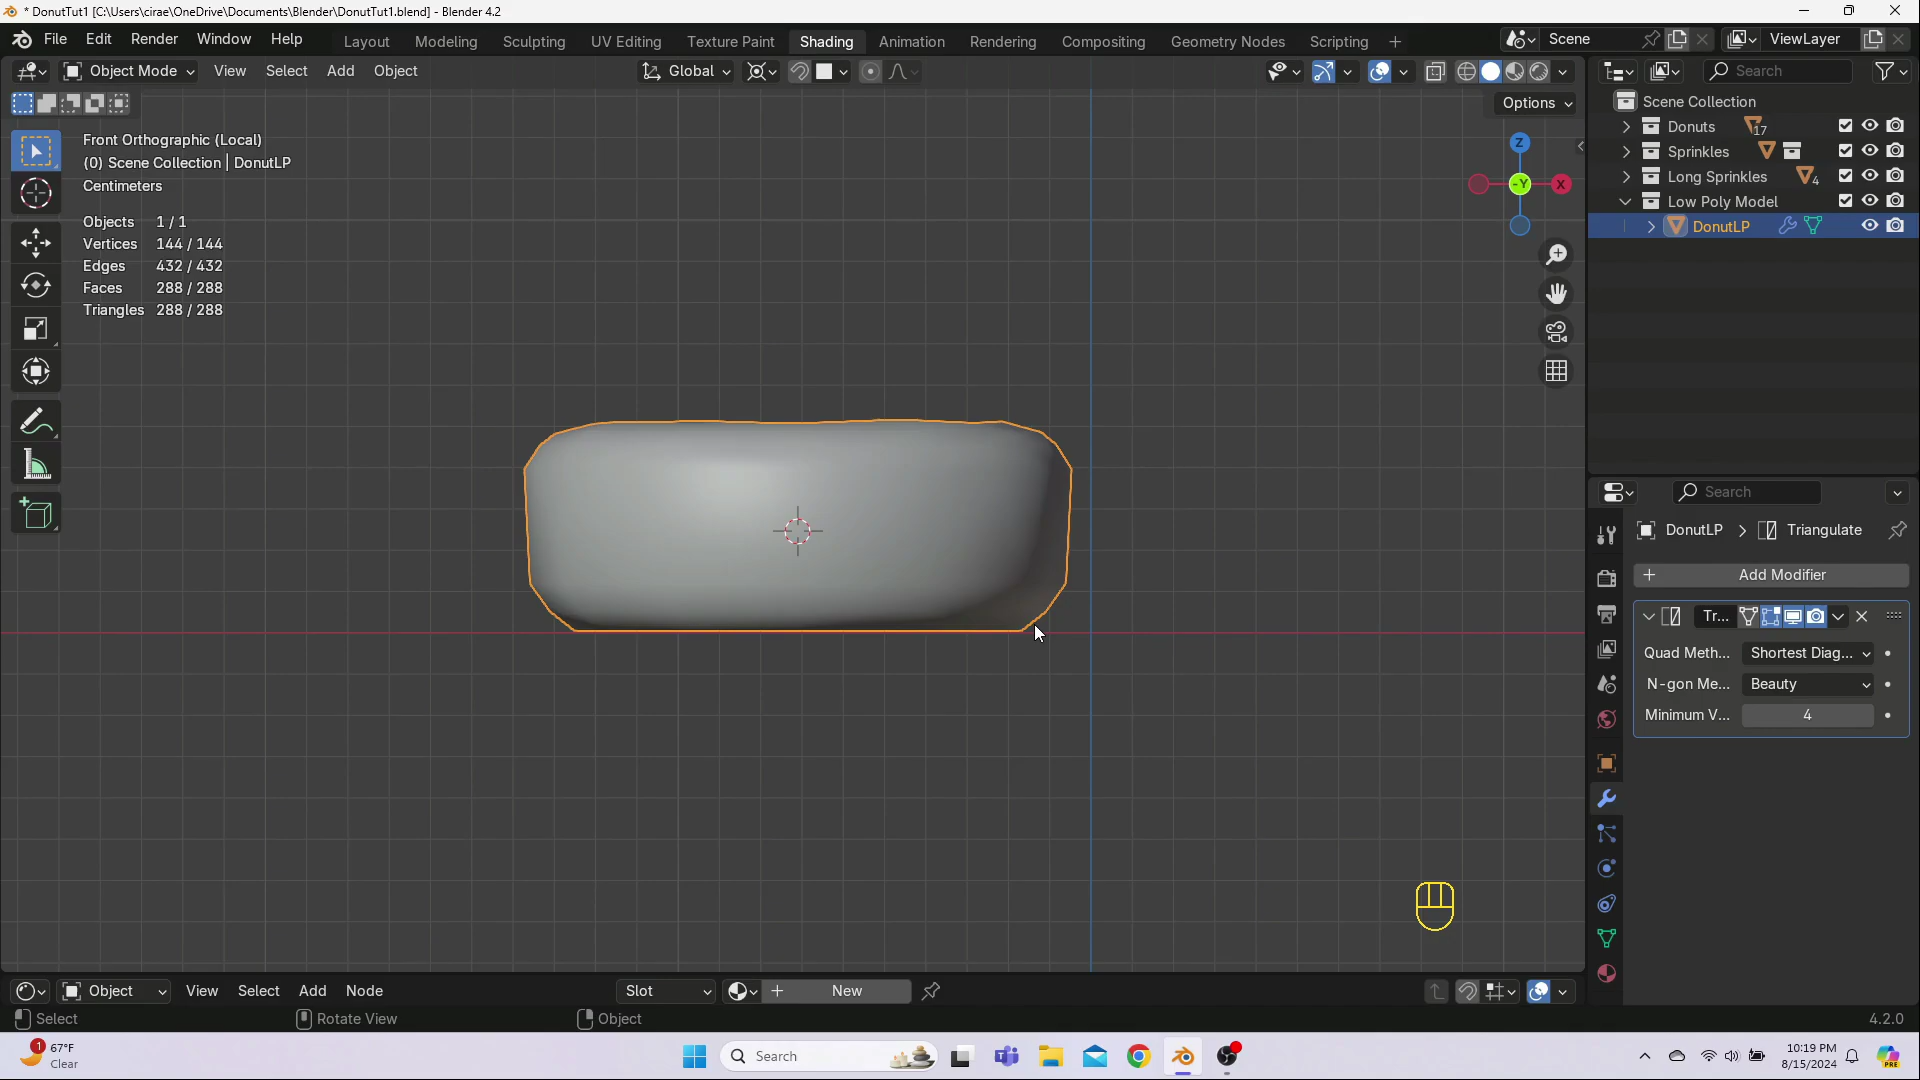 * DonutTut1 [C:\Users\cirae\OneDrive\Documents\Blender\DonutTut1.blend] - Blender 4.2
File Edit Render Window Help Layout Modeling Sculpting UV Editing Texture Paint Shading Animation Rendering Compositing Geometry Nodes Scripting + Scene ViewLayer
Object Mode View Select Add Object Global Search
Options
Scene Collection
Donuts 17
Sprinkles
Long Sprinkles 4
Low Poly Model
DonutLP
Front Orthographic (Local)
(0) Scene Collection | DonutLP
Centimeters
Objects 1 / 1
Vertices 144 / 144
Edges 432 / 432
Faces 288 / 288
Triangles 288 / 288
Z
-Y
X
Search
DonutLP > Triangulate
+ Add Modifier
Tr...
Quad Meth... Shortest Diag...
N-gon Me... Beauty
Minimum V... 4
Object View Select Add Node Slot + New
Select Rotate View Object 4.2.0
1 67°F
Clear
Search
10:19 PM
8/15/2024
PRE